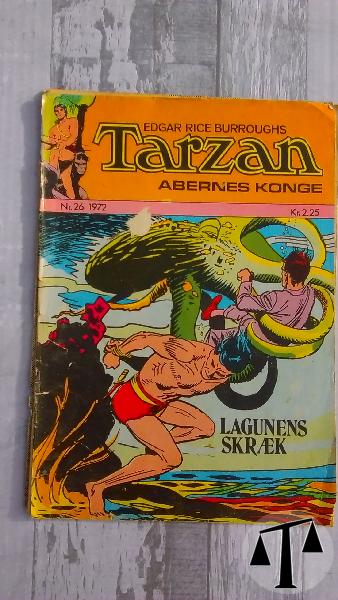 EDGAR RICE BURROUGHS
Tarzan
ABERNES KONGE
Nr. 26 1972
Kr. 2.25
LAGUNENS
SKRÆK